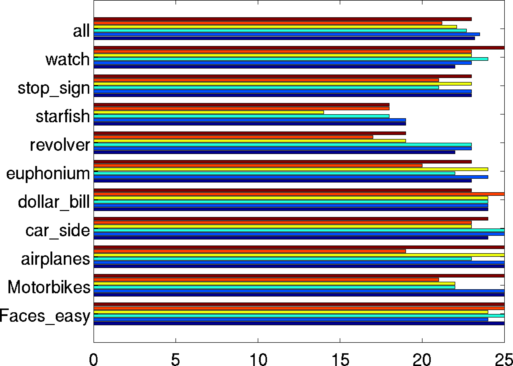 all
watch
stop_sign
starfish
revolver
euphonium
dollar_bill
car_side
airplanes
Motorbikes
Faces_easy
0 5 10 15 20 25